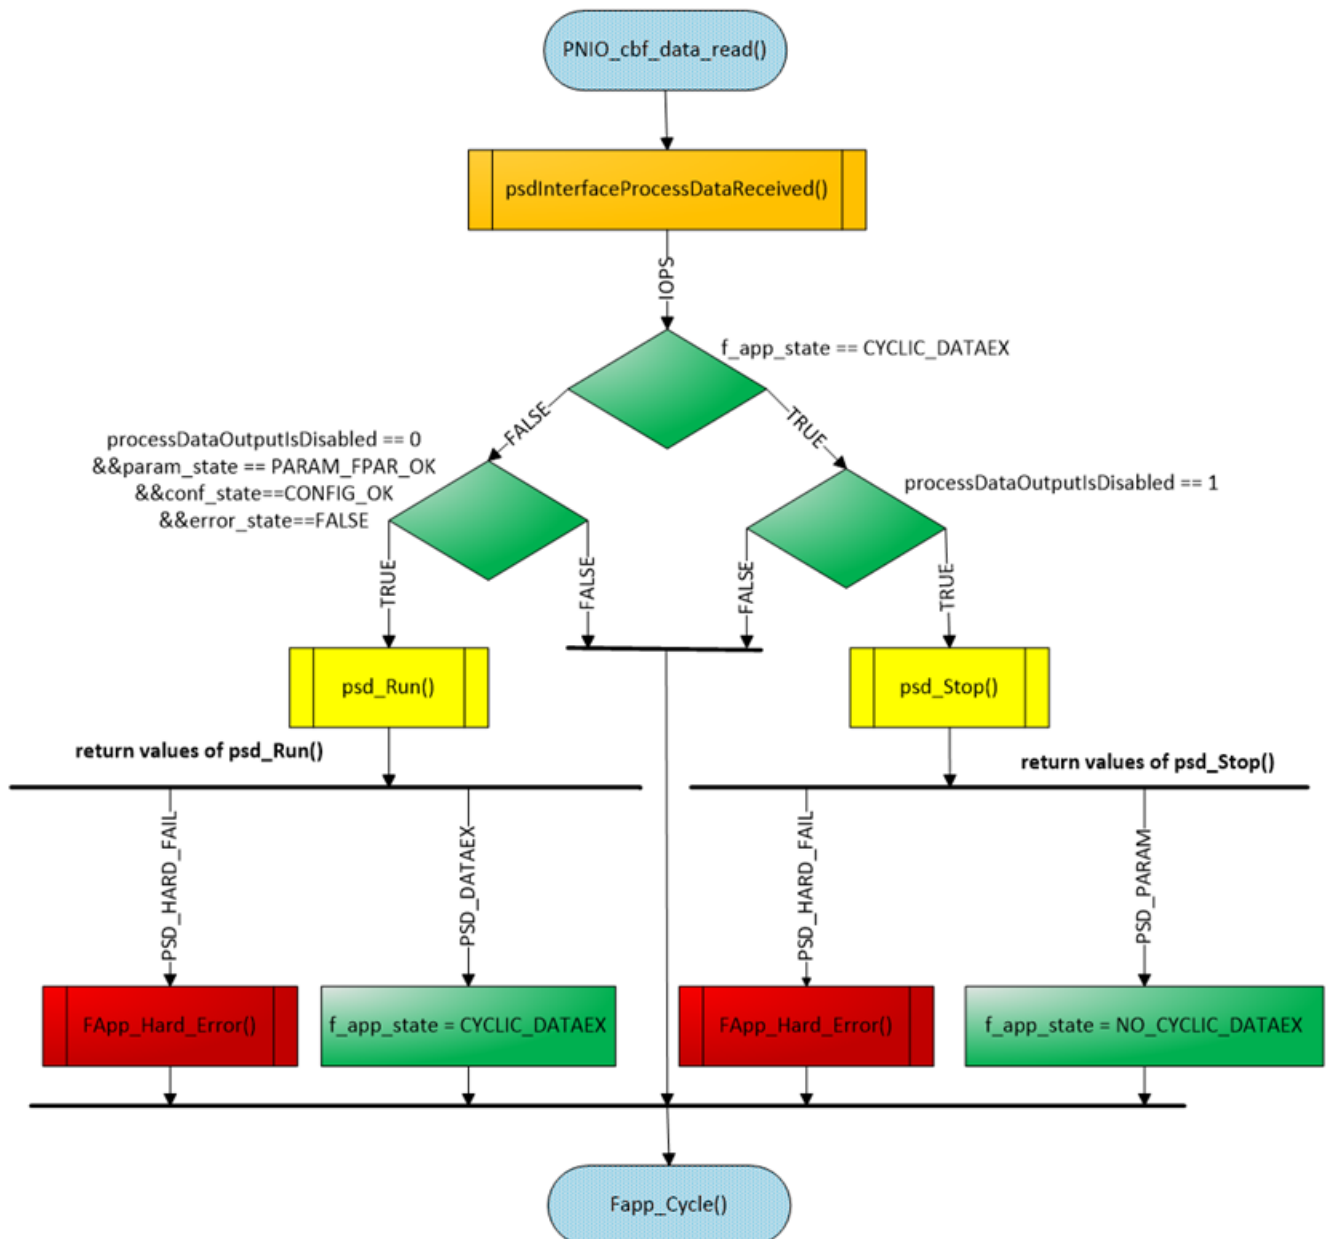 PNIO_cbf_data_read()
psdInterfaceProcessDataReceived()
IOPS
f_app_state == CYCLIC_DATAEX
FALSE
TRUE
processDataOutputIsDisabled == 0
&&param_state == PARAM_FPAR_OK
&&conf_state==CONFIG_OK
&&error_state==FALSE
processDataOutputIsDisabled == 1
TRUE
FALSE
FALSE
TRUE
psd_Run()
psd_Stop()
return values of psd_Run()
return values of psd_Stop()
PSD_HARD_FAIL
PSD_DATAEX
PSD_HARD_FAIL
PSD_PARAM
FApp_Hard_Error()
f_app_state = CYCLIC_DATAEX
FApp_Hard_Error()
f_app_state = NO_CYCLIC_DATAEX
Fapp_Cycle()